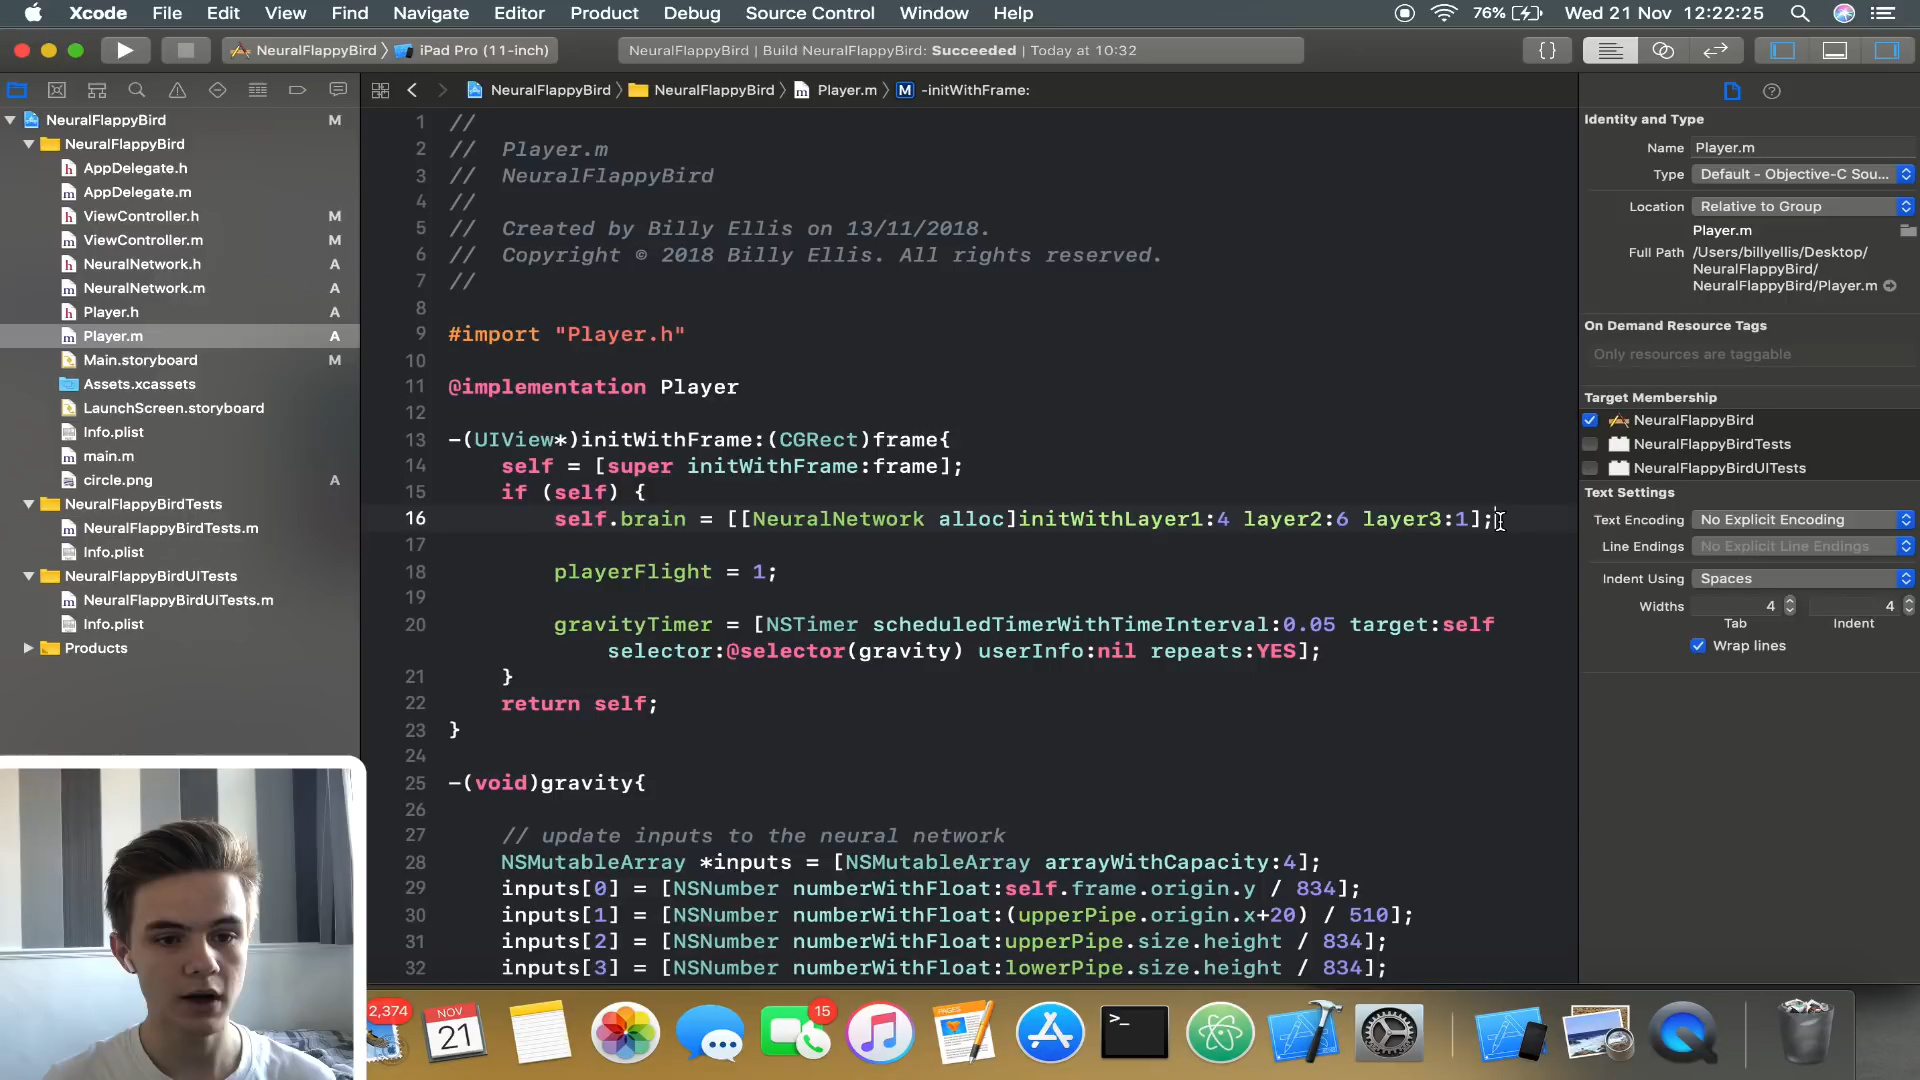 Xcode File Edit View Find Navigate Editor Product Debug Source Control Window Help 76% Wed 21 Nov 12:22:25
NeuralFlappyBird iPad Pro (11-inch) NeuralFlappyBird | Build NeuralFlappyBird: Succeeded | Today at 10:32 {}
NeuralFlappyBird NeuralFlappyBird Player.m M -initWithFrame:
NeuralFlappyBird M
NeuralFlappyBird
h AppDelegate.h
m AppDelegate.m
h ViewController.h M
m ViewController.m M
h NeuralNetwork.h A
m NeuralNetwork.m A
h Player.h A
m Player.m A
Main.storyboard M
Assets.xcassets
LaunchScreen.storyboard
Info.plist
m main.m
circle.png A
NeuralFlappyBirdTests
m NeuralFlappyBirdTests.m
Info.plist
NeuralFlappyBirdUITests
m NeuralFlappyBirdUITests.m
Info.plist
Products
1 //
2 //  Player.m
3 //  NeuralFlappyBird
4 //
5 //  Created by Billy Ellis on 13/11/2018.
6 //  Copyright © 2018 Billy Ellis. All rights reserved.
7 //
8
9 #import "Player.h"
10
11 @implementation Player
12
13 -(UIView*)initWithFrame:(CGRect)frame{
14     self = [super initWithFrame:frame];
15     if (self) {
16         self.brain = [[NeuralNetwork alloc]initWithLayer1:4 layer2:6 layer3:1];
17
18         playerFlight = 1;
19
20         gravityTimer = [NSTimer scheduledTimerWithTimeInterval:0.05 target:self
selector:@selector(gravity) userInfo:nil repeats:YES];
21     }
22     return self;
23 }
24
25 -(void)gravity{
26
27     // update inputs to the neural network
28     NSMutableArray *inputs = [NSMutableArray arrayWithCapacity:4];
29     inputs[0] = [NSNumber numberWithFloat:self.frame.origin.y / 834];
30     inputs[1] = [NSNumber numberWithFloat:(upperPipe.origin.x+20) / 510];
31     inputs[2] = [NSNumber numberWithFloat:upperPipe.size.height / 834];
32     inputs[3] = [NSNumber numberWithFloat:lowerPipe.size.height / 834];
Identity and Type
Name Player.m
Type Default - Objective-C Sou...
Location Relative to Group
Player.m
Full Path /Users/billyellis/Desktop/
NeuralFlappyBird/
NeuralFlappyBird/Player.m
On Demand Resource Tags
Only resources are taggable
Target Membership
NeuralFlappyBird
NeuralFlappyBirdTests
NeuralFlappyBirdUITests
Text Settings
Text Encoding No Explicit Encoding
Line Endings No Explicit Line Endings
Indent Using Spaces
Widths 4 4
Tab Indent
Wrap lines
2,374 NOV 21 15 >_